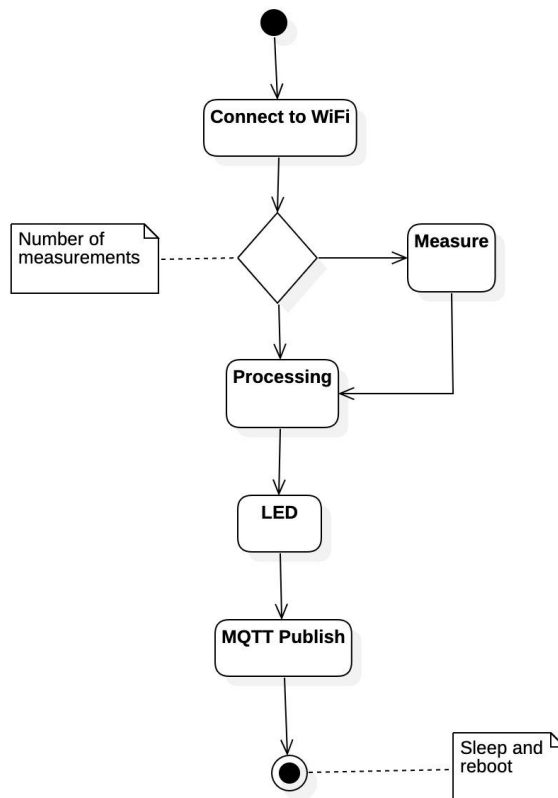 Connect to WiFi
Number of
measurements
Measure
Processing
LED
MQTT Publish
Sleep and
reboot